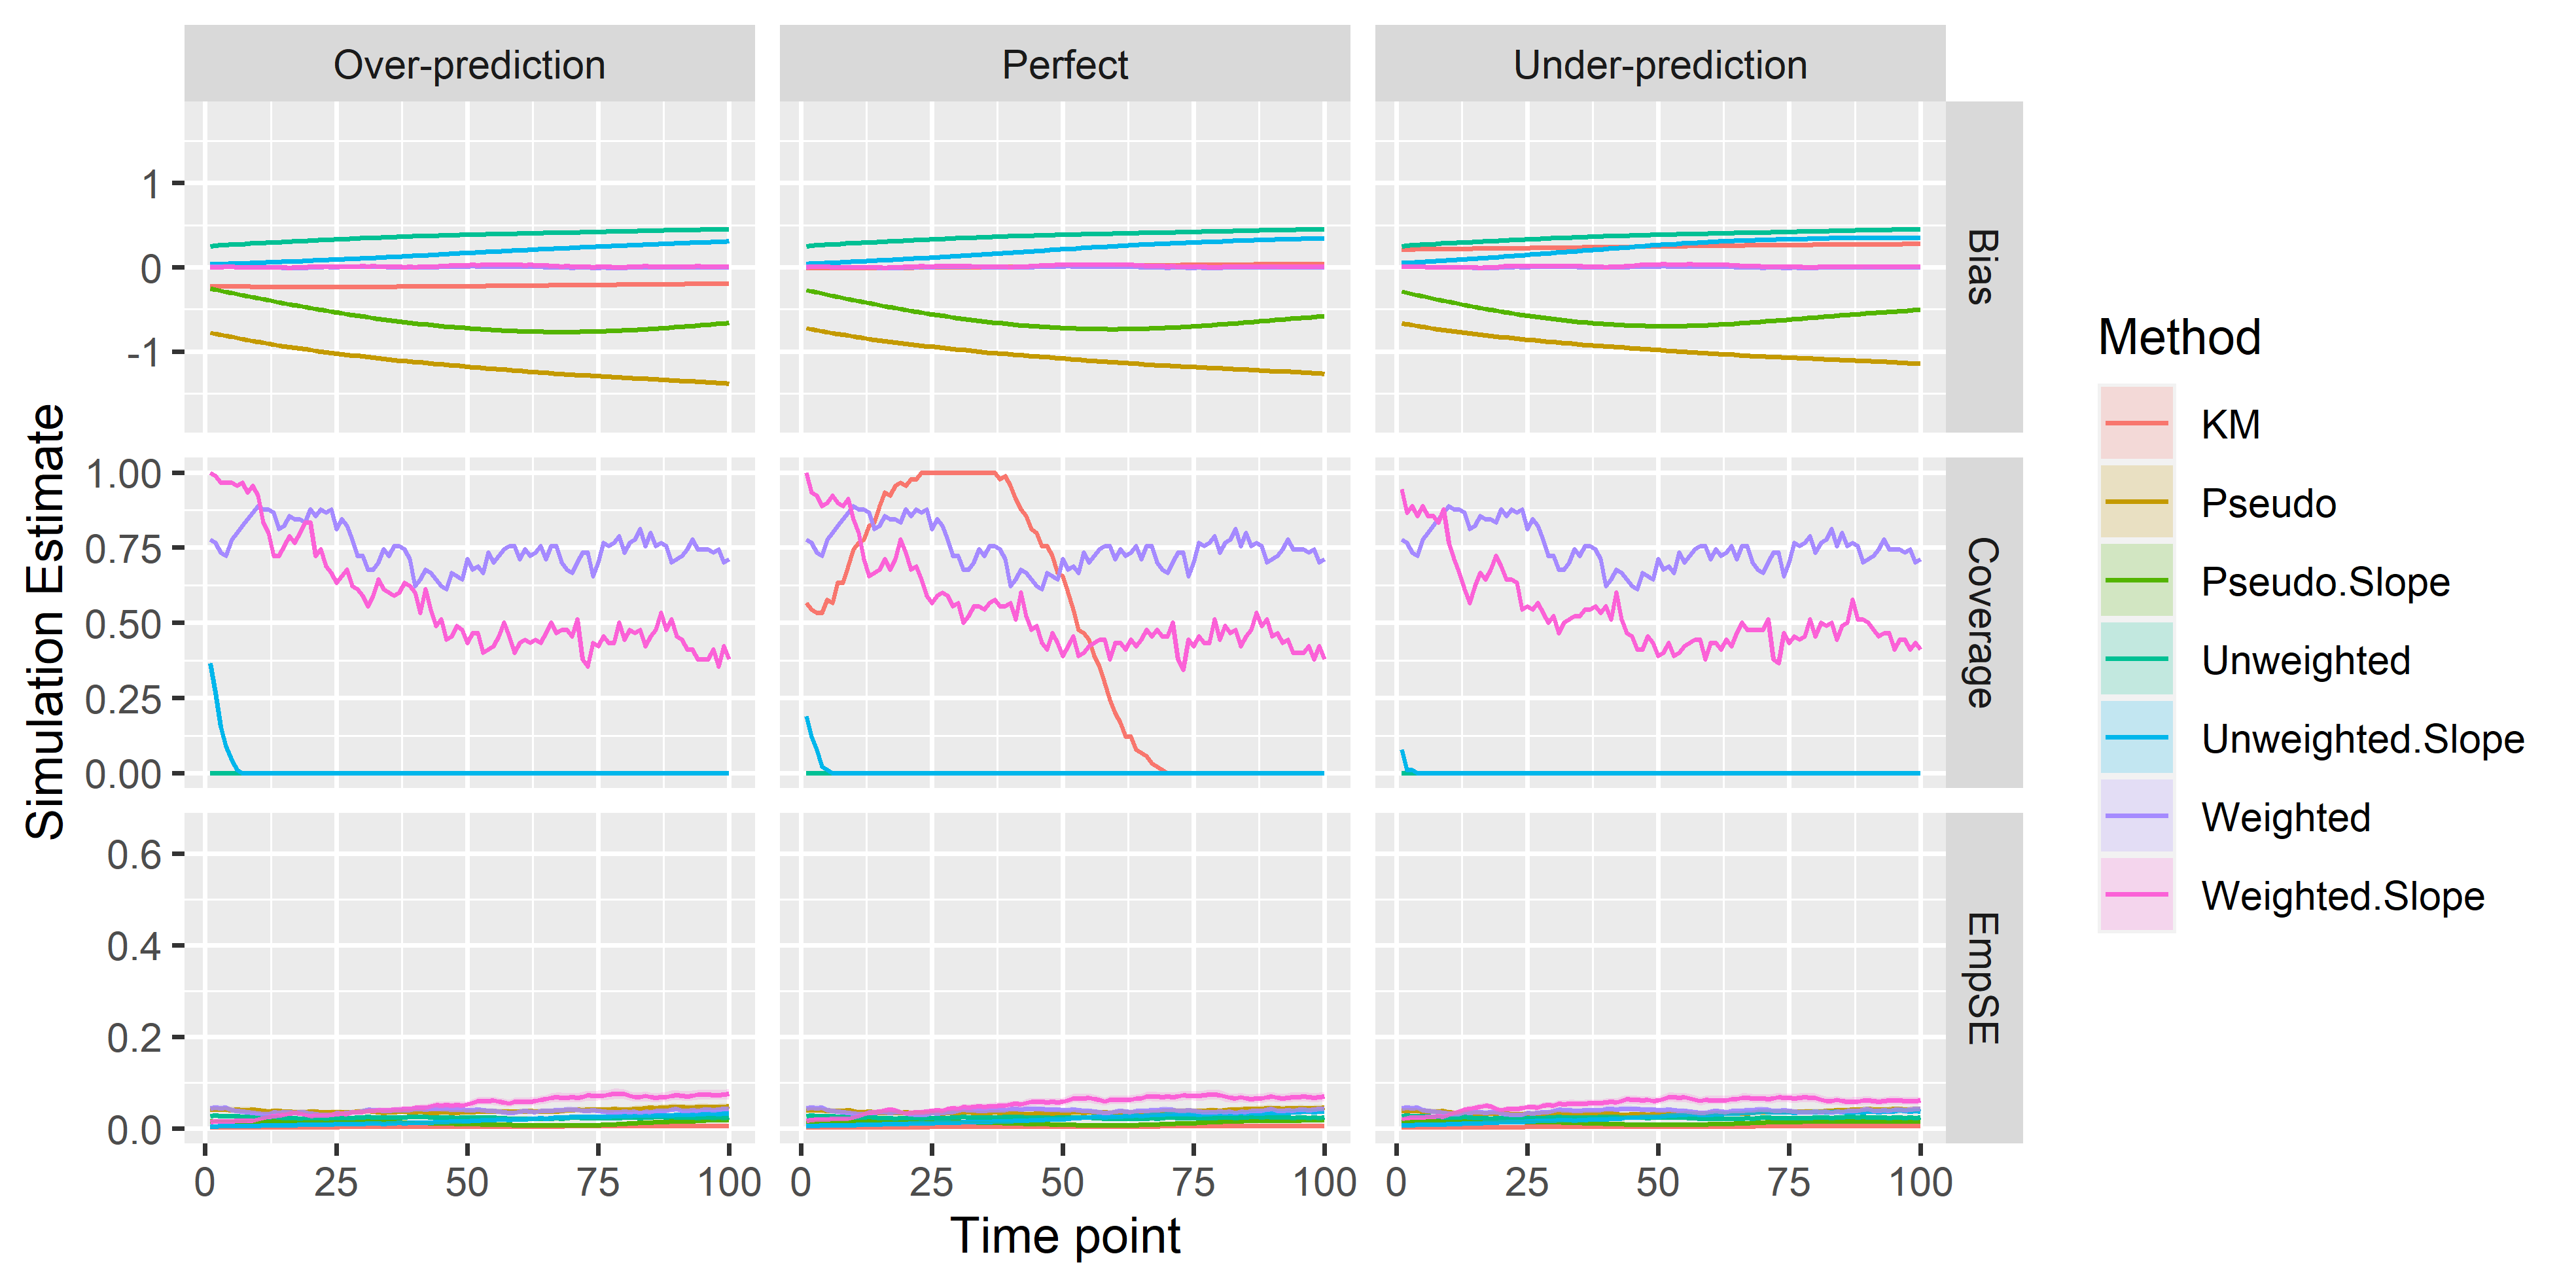 Over-prediction Perfect Under-prediction
Simulation Estimate
1
0
-1
Bias
1.00
0.75
0.50
0.25
0.00
Coverage
0.6
0.4
0.2
0.0
EmpSE
0 25 50 75 100 0 25 50 75 100 0 25 50 75 100
Time point
Method
KM
Pseudo
Pseudo.Slope
Unweighted
Unweighted.Slope
Weighted
Weighted.Slope